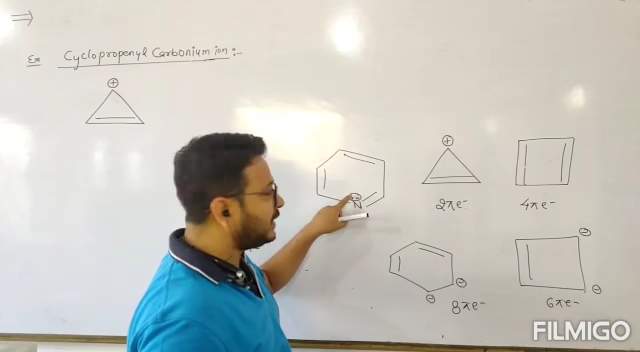 ⇒
Ex Cyclopropenyl Carbonium ion:-
⊕
⊕
N
2πe⁻
4πe⁻
⊖
⊖
⊖
⊖
8πe⁻
6πe⁻
FILMIGO